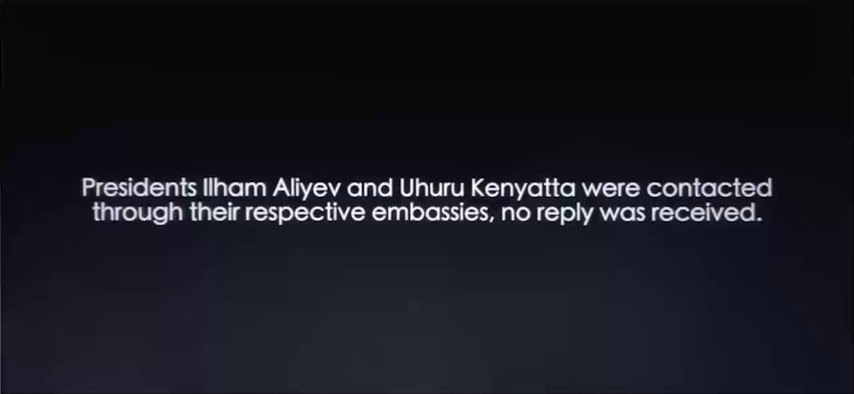 Presidents Ilham Aliyev and Uhuru Kenyatta were contacted
through their respective embassies, no reply was received.